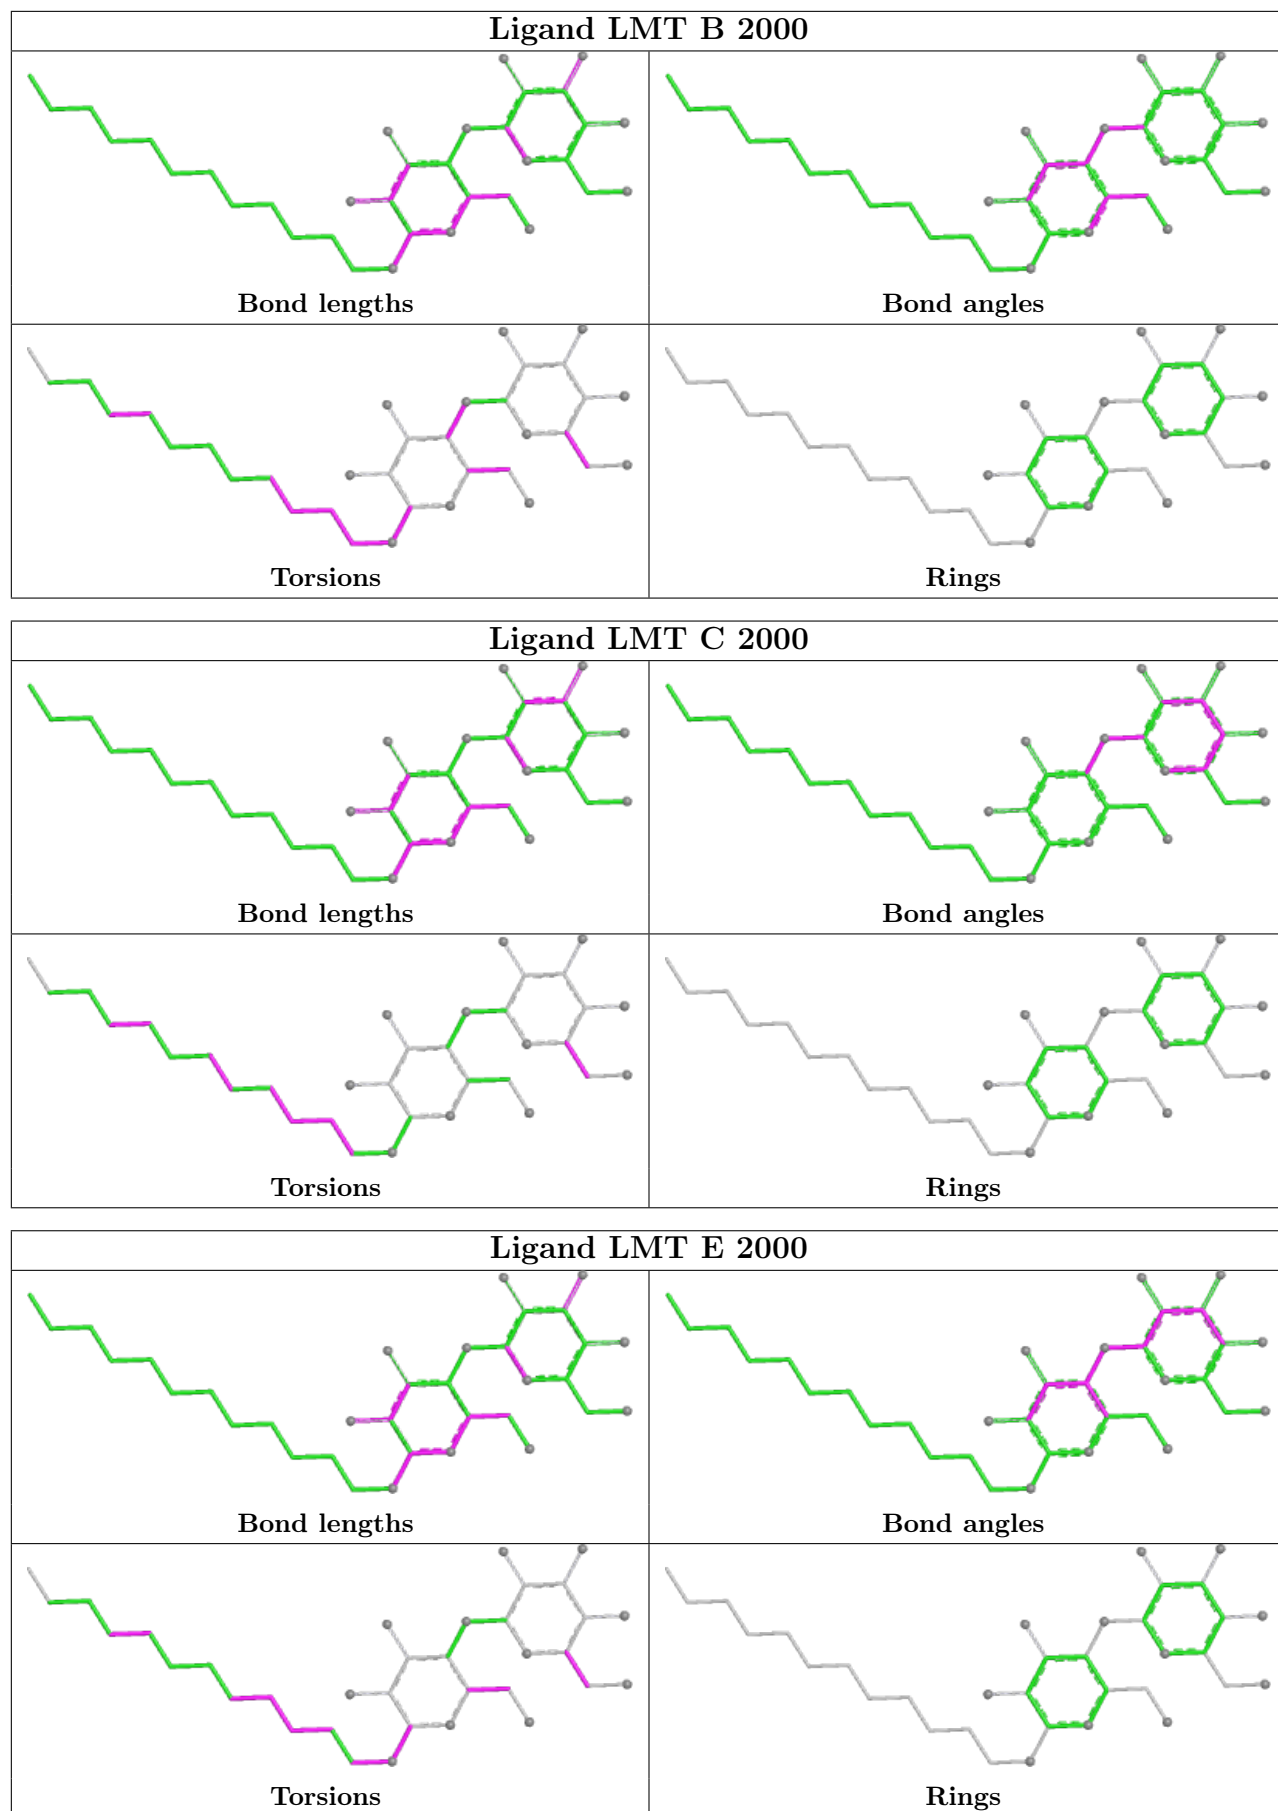 Ligand LMT B 2000
Bond lengths
Bond angles
Torsions
Rings
Ligand LMT C 2000
Bond lengths
Bond angles
Torsions
Rings
Ligand LMT E 2000
Bond lengths
Bond angles
Torsions
Rings